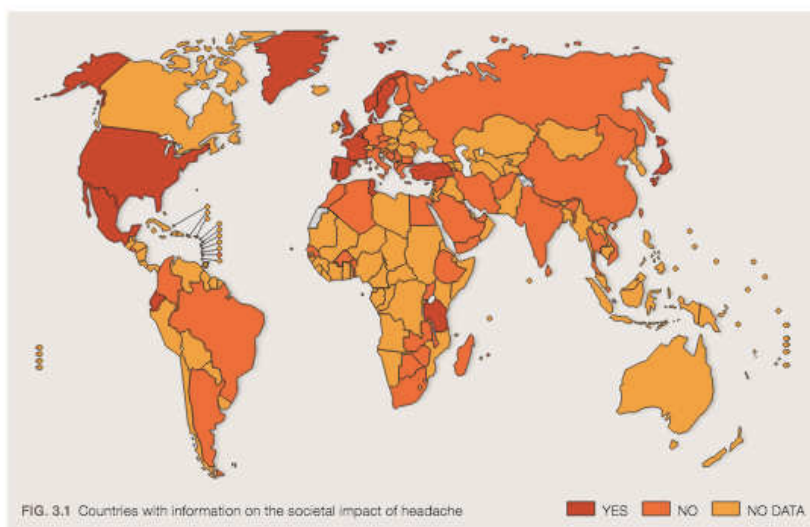 FIG. 3.1 Countries with information on the societal impact of headache
YES NO NO DATA